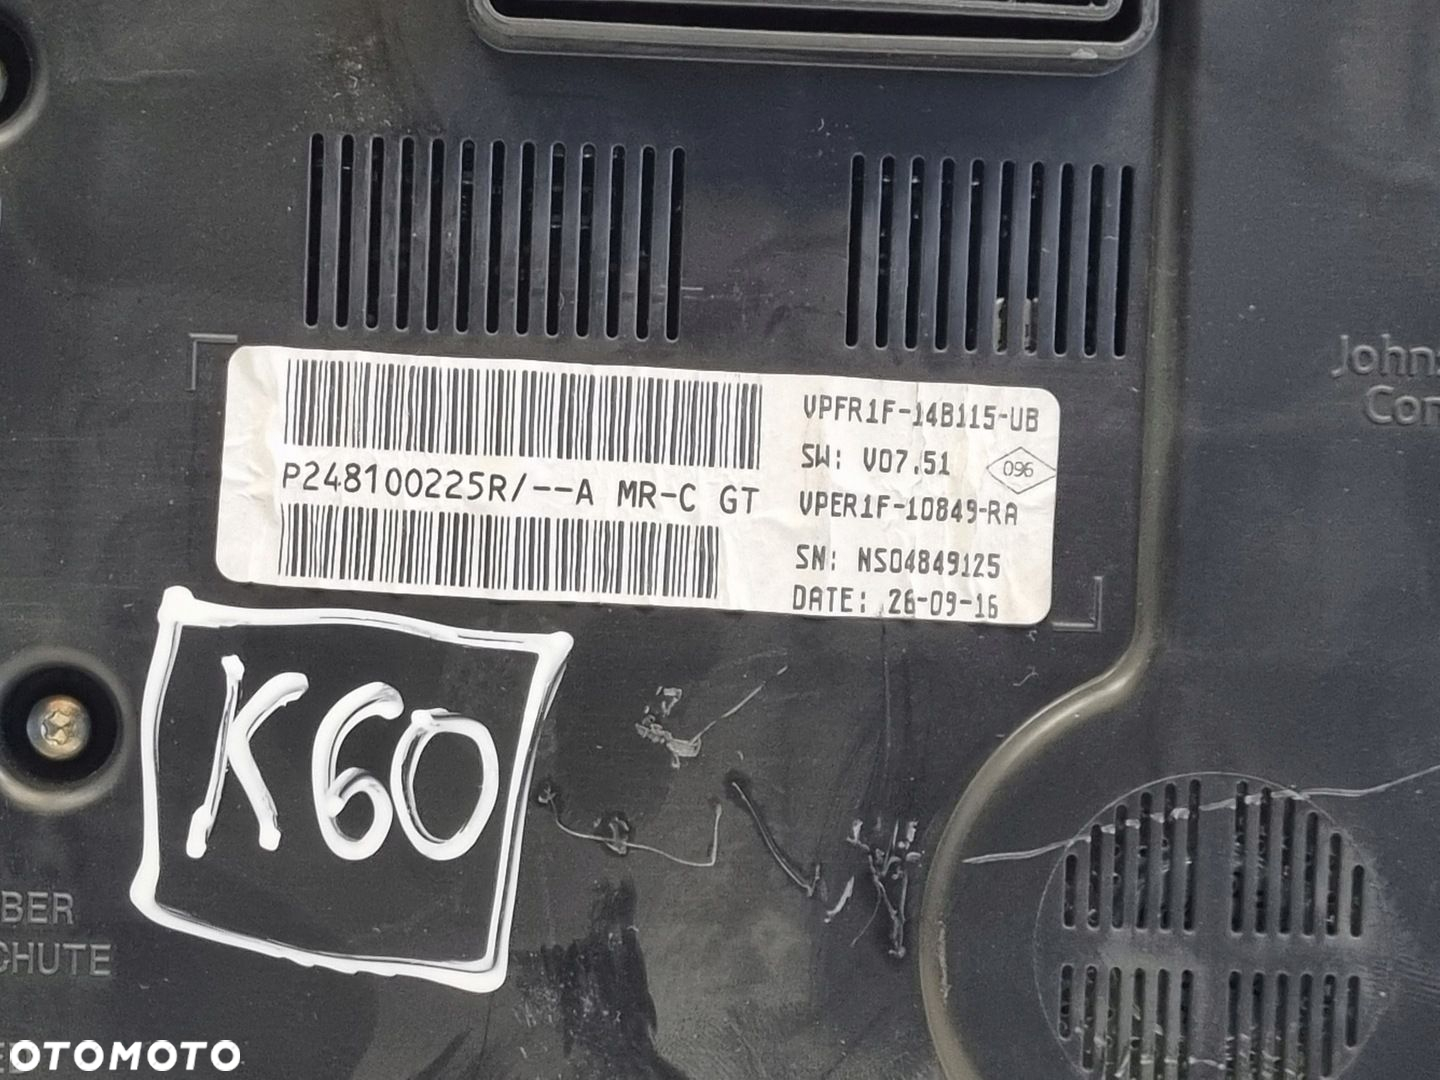 Johns
Con
VPFR1F-14B115-UB
SW: V07.51
096
P248100225R/--A MR-C GT
VPER1F-10849-RA
SN: NS04849125
DATE: 26-09-16
K60
BER
CHUTE
OTOMOTO